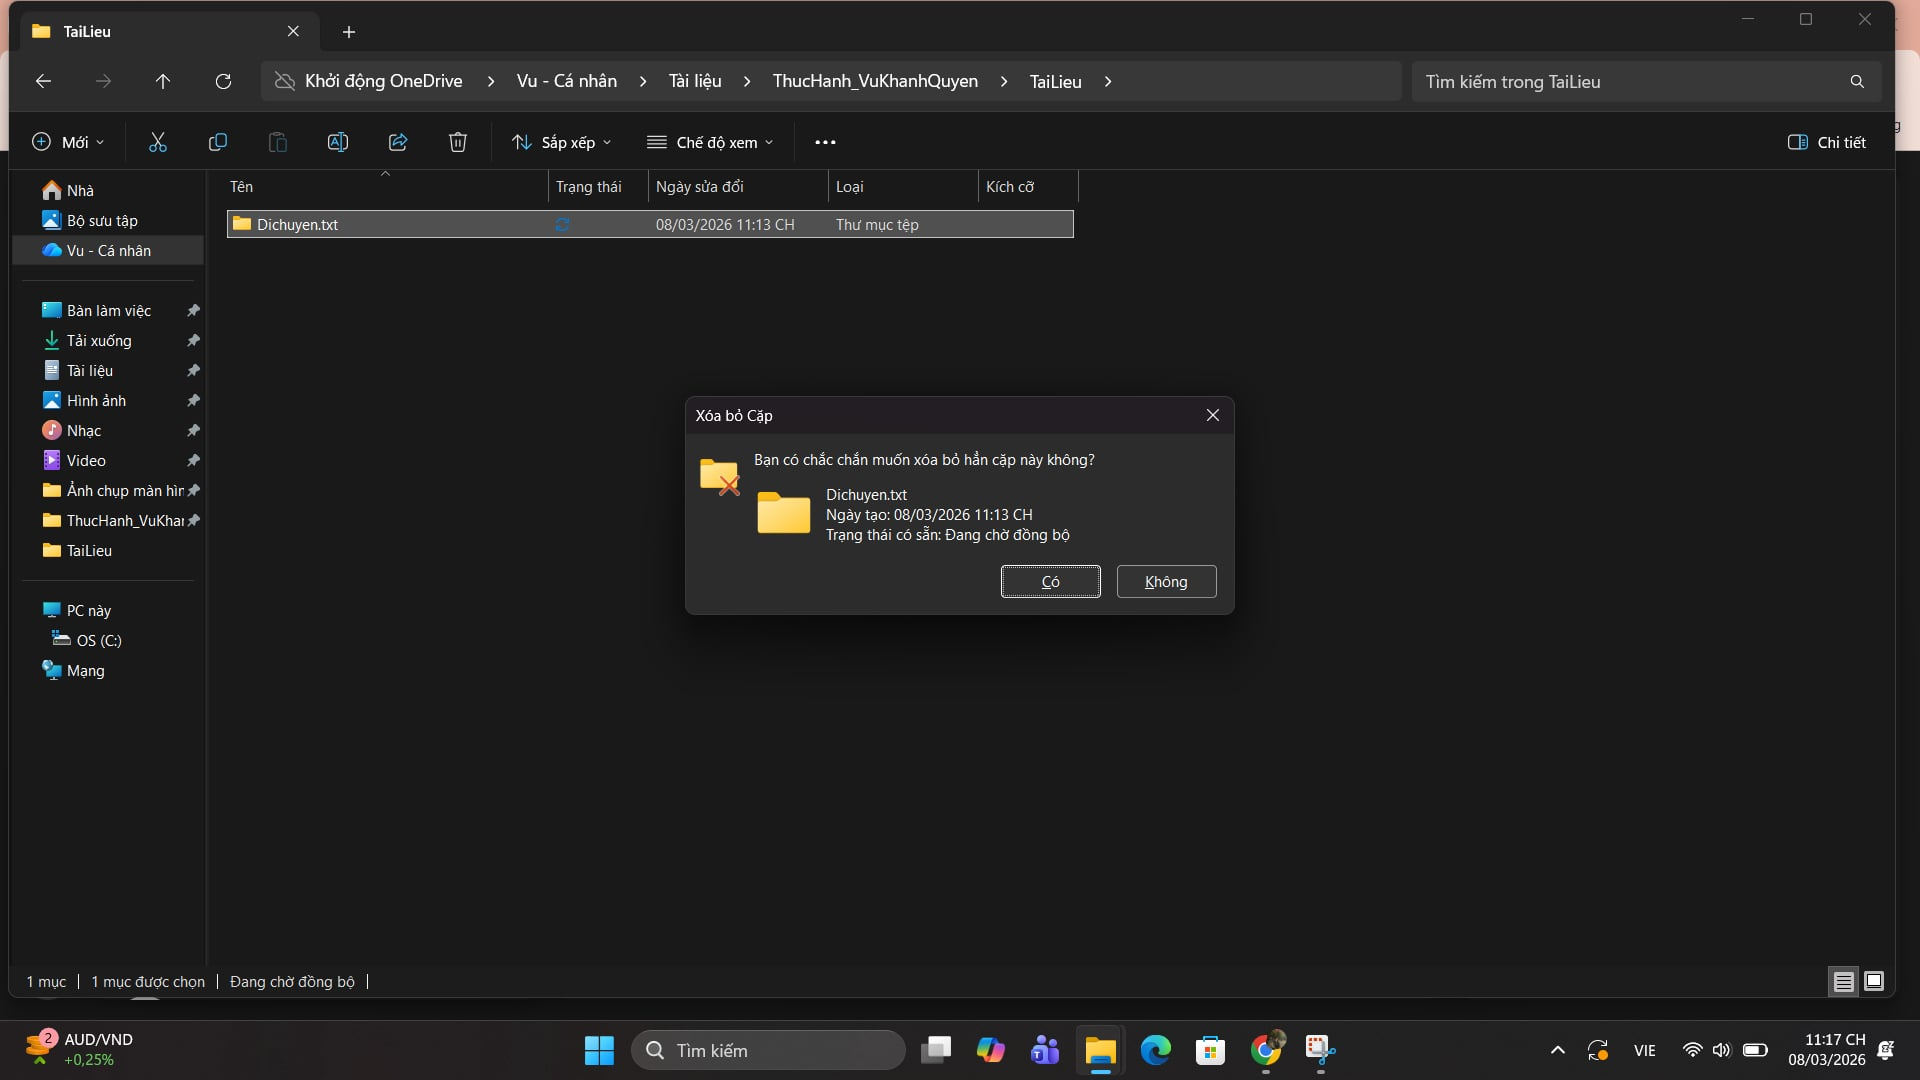 TaiLieu
Khởi động OneDrive
Vu - Cá nhân
Tài liệu
ThucHanh_VuKhanhQuyen
TaiLieu
Tìm kiếm trong TaiLieu
Mới
Sắp xếp
Chế độ xem
Chi tiết
Nhà
Bộ sưu tập
Vu - Cá nhân
Bàn làm việc
Tải xuống
Tài liệu
Hình ảnh
Nhạc
Video
Ảnh chụp màn hìn
ThucHanh_VuKhan
TaiLieu
PC này
OS (C:)
Mạng
Tên
Trạng thái
Ngày sửa đổi
Loại
Kích cỡ
Dichuyen.txt
08/03/2026 11:13 CH
Thư mục tệp
Xóa bỏ Cặp
Bạn có chắc chắn muốn xóa bỏ hẳn cặp này không?
Dichuyen.txt
Ngày tạo: 08/03/2026 11:13 CH
Trạng thái có sẵn: Đang chờ đồng bộ
Có
Không
1 mục
1 mục được chọn
Đang chờ đồng bộ
2
AUD/VND
+0,25%
Tìm kiếm
VIE
11:17 CH
08/03/2026